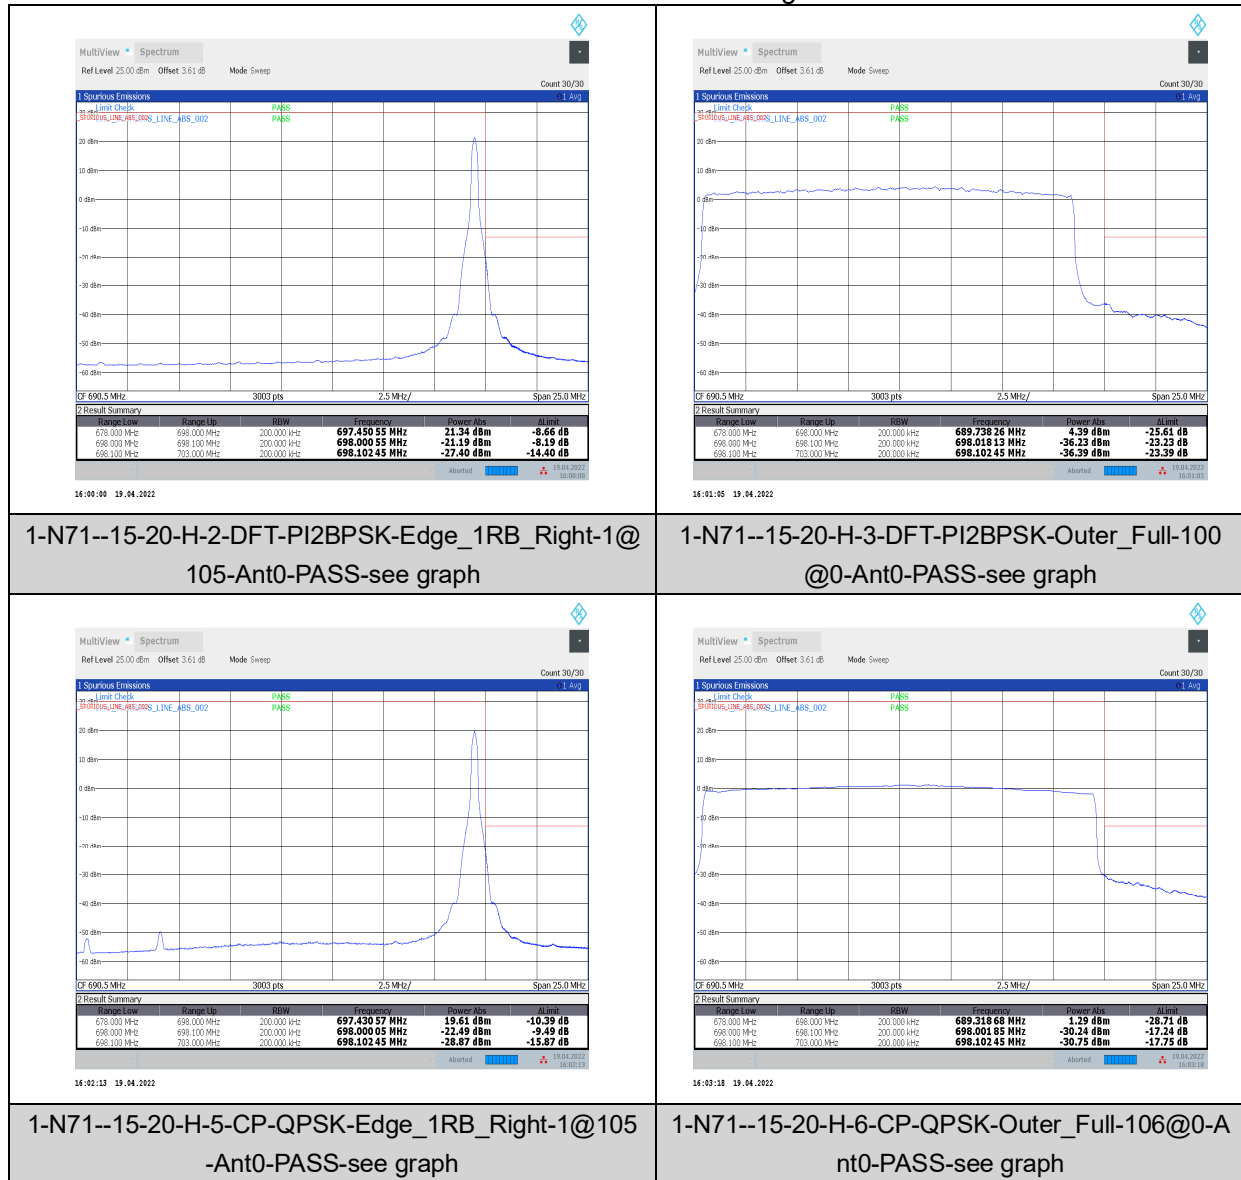 MultiView Spectrum
Ref Level 25.00 dBm Offset 3.61 dB Mode Sweep
Count 30/30
1 Spurious Emissions 1 Avg
Limit Check PASS
_SPURIOUS_LINE_ABS_002 PASS
20 dBm
10 dBm
0 dBm
-10 dBm
-20 dBm
-30 dBm
-40 dBm
-50 dBm
-60 dBm
CF 690.5 MHz 3003 pts 2.5 MHz/ Span 25.0 MHz
2 Result Summary
Range Low Range Up RBW Frequency Power Abs ΔLimit
678.000 MHz 698.000 MHz 200.000 kHz 697.450 55 MHz 21.34 dBm -8.66 dB
698.000 MHz 698.100 MHz 200.000 kHz 698.000 55 MHz -21.19 dBm -8.19 dB
698.100 MHz 703.000 MHz 200.000 kHz 698.102 45 MHz -27.40 dBm -14.40 dB
Aborted 19.04.2022
16:00:00
16:00:00 19.04.2022
1-N71--15-20-H-2-DFT-PI2BPSK-Edge_1RB_Right-1@
105-Ant0-PASS-see graph
MultiView Spectrum
Ref Level 25.00 dBm Offset 3.61 dB Mode Sweep
Count 30/30
1 Spurious Emissions 1 Avg
Limit Check PASS
_SPURIOUS_LINE_ABS_002 PASS
20 dBm
10 dBm
0 dBm
-10 dBm
-20 dBm
-30 dBm
-40 dBm
-50 dBm
-60 dBm
CF 690.5 MHz 3003 pts 2.5 MHz/ Span 25.0 MHz
2 Result Summary
Range Low Range Up RBW Frequency Power Abs ΔLimit
678.000 MHz 698.000 MHz 200.000 kHz 689.738 26 MHz 4.39 dBm -25.61 dB
698.000 MHz 698.100 MHz 200.000 kHz 698.018 13 MHz -36.23 dBm -23.23 dB
698.100 MHz 703.000 MHz 200.000 kHz 698.102 45 MHz -36.39 dBm -23.39 dB
Aborted 19.04.2022
16:01:05
16:01:05 19.04.2022
1-N71--15-20-H-3-DFT-PI2BPSK-Outer_Full-100
@0-Ant0-PASS-see graph
MultiView Spectrum
Ref Level 25.00 dBm Offset 3.61 dB Mode Sweep
Count 30/30
1 Spurious Emissions 1 Avg
Limit Check PASS
_SPURIOUS_LINE_ABS_002 PASS
20 dBm
10 dBm
0 dBm
-10 dBm
-20 dBm
-30 dBm
-40 dBm
-50 dBm
-60 dBm
CF 690.5 MHz 3003 pts 2.5 MHz/ Span 25.0 MHz
2 Result Summary
Range Low Range Up RBW Frequency Power Abs ΔLimit
678.000 MHz 698.000 MHz 200.000 kHz 697.430 57 MHz 19.61 dBm -10.39 dB
698.000 MHz 698.100 MHz 200.000 kHz 698.000 05 MHz -22.49 dBm -9.49 dB
698.100 MHz 703.000 MHz 200.000 kHz 698.102 45 MHz -28.87 dBm -15.87 dB
Aborted 19.04.2022
16:02:13
16:02:13 19.04.2022
1-N71--15-20-H-5-CP-QPSK-Edge_1RB_Right-1@105
-Ant0-PASS-see graph
MultiView Spectrum
Ref Level 25.00 dBm Offset 3.61 dB Mode Sweep
Count 30/30
1 Spurious Emissions 1 Avg
Limit Check PASS
_SPURIOUS_LINE_ABS_002 PASS
20 dBm
10 dBm
0 dBm
-10 dBm
-20 dBm
-30 dBm
-40 dBm
-50 dBm
-60 dBm
CF 690.5 MHz 3003 pts 2.5 MHz/ Span 25.0 MHz
2 Result Summary
Range Low Range Up RBW Frequency Power Abs ΔLimit
678.000 MHz 698.000 MHz 200.000 kHz 689.318 68 MHz 1.29 dBm -28.71 dB
698.000 MHz 698.100 MHz 200.000 kHz 698.001 85 MHz -30.24 dBm -17.24 dB
698.100 MHz 703.000 MHz 200.000 kHz 698.102 45 MHz -30.75 dBm -17.75 dB
Aborted 19.04.2022
16:03:18
16:03:18 19.04.2022
1-N71--15-20-H-6-CP-QPSK-Outer_Full-106@0-A
nt0-PASS-see graph